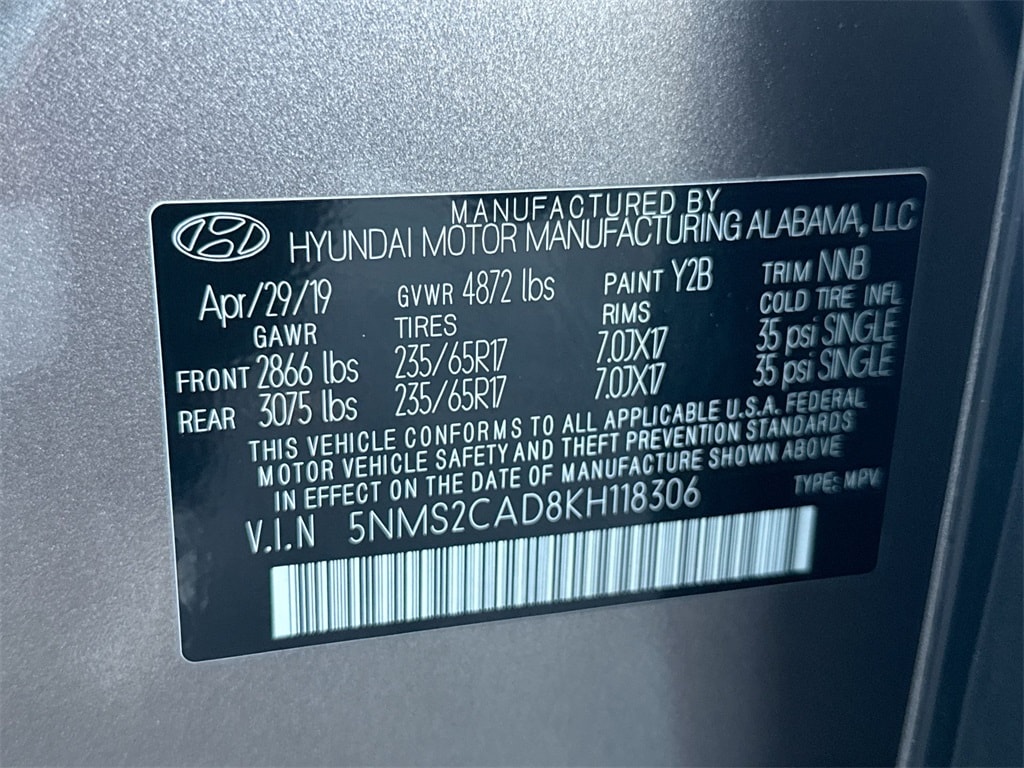 MANUFACTURED BY
HYUNDAI MOTOR MANUFACTURING ALABAMA, LLC
Apr/29/19 GVWR 4872 lbs PAINT Y2B TRIM NNB
GAWR TIRES RIMS COLD TIRE INFL
FRONT 2866 lbs 235/65R17 7.0JX17 35 psi SINGLE
REAR 3075 lbs 235/65R17 7.0JX17 35 psi SINGLE
THIS VEHICLE CONFORMS TO ALL APPLICABLE U.S.A. FEDERAL
MOTOR VEHICLE SAFETY AND THEFT PREVENTION STANDARDS
IN EFFECT ON THE DATE OF MANUFACTURE SHOWN ABOVE
V.I.N 5NMS2CAD8KH118306 TYPE: MPV